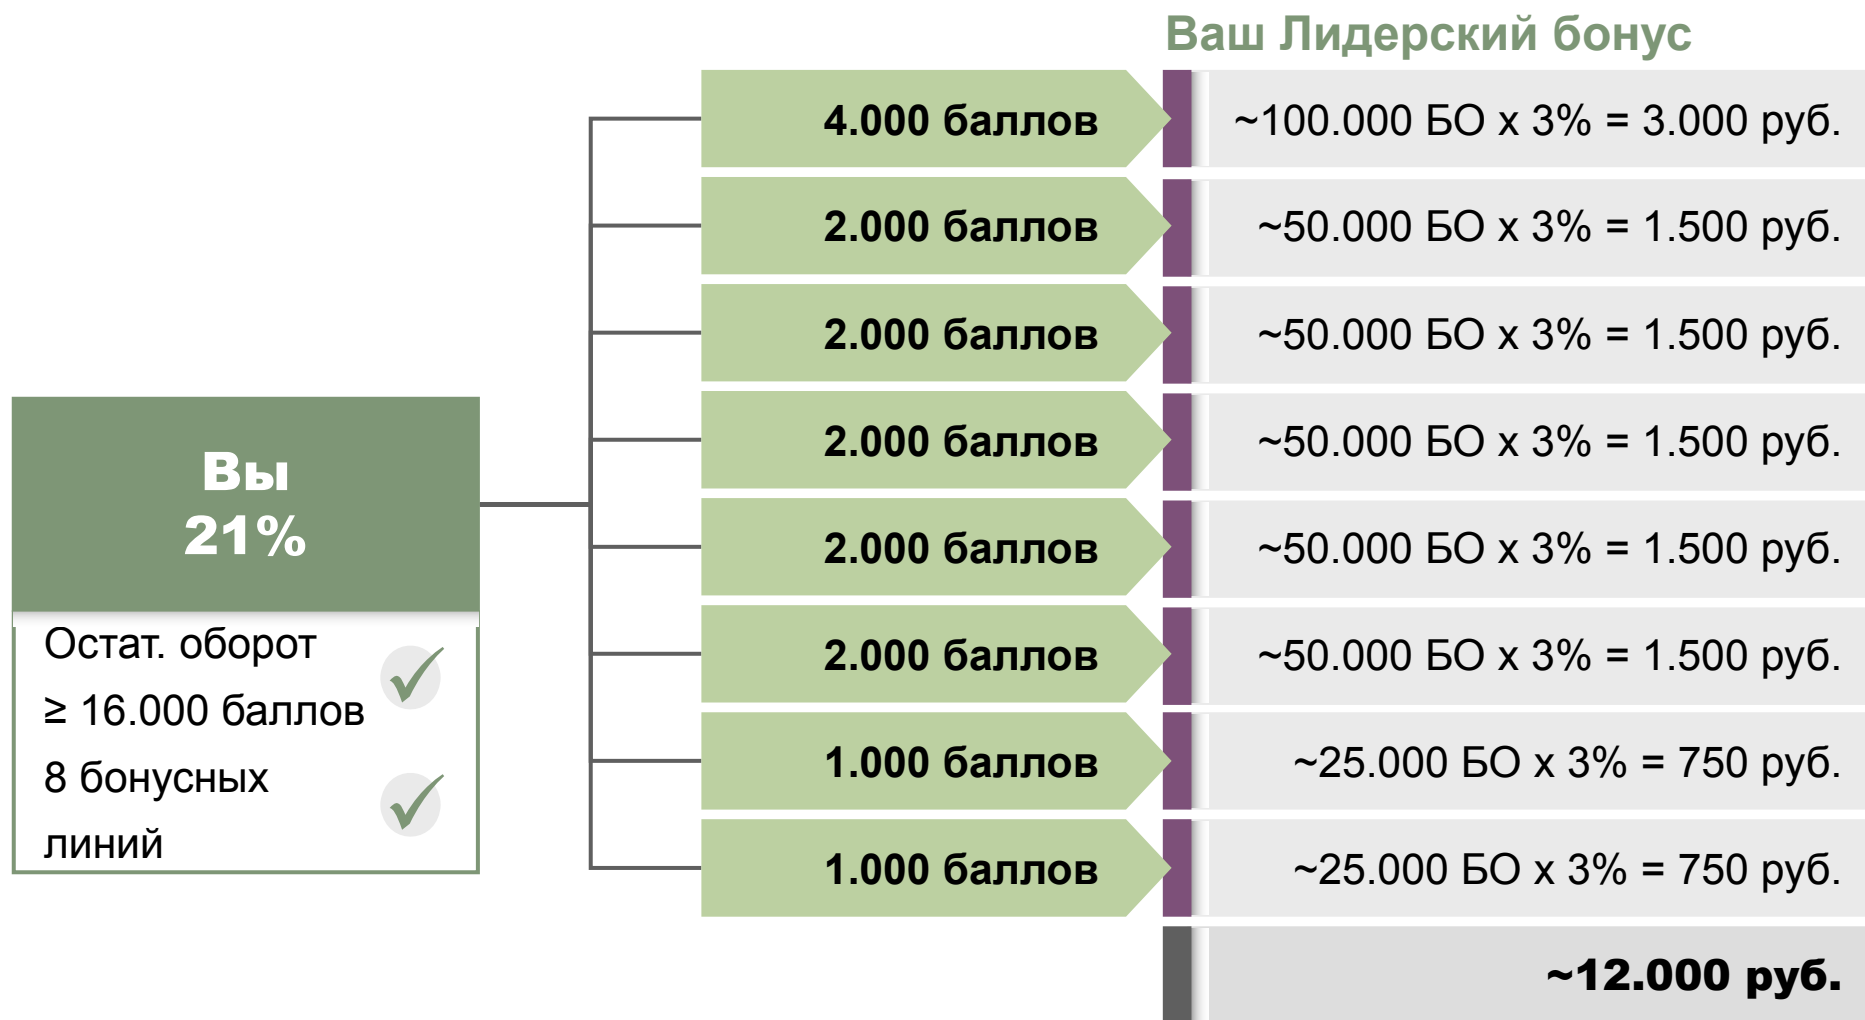 Ваш Лидерский бонус
4.000 баллов
~100.000 БО х 3% = 3.000 руб.
2.000 баллов
~50.000 БО х 3% = 1.500 руб.
2.000 баллов
~50.000 БО х 3% = 1.500 руб.
2.000 баллов
~50.000 БО х 3% = 1.500 руб.
2.000 баллов
~50.000 БО х 3% = 1.500 руб.
2.000 баллов
~50.000 БО х 3% = 1.500 руб.
1.000 баллов
~25.000 БО х 3% = 750 руб.
1.000 баллов
~25.000 БО х 3% = 750 руб.
~12.000 руб.
Вы
21%
Остат. оборот
≥ 16.000 баллов
8 бонусных
линий